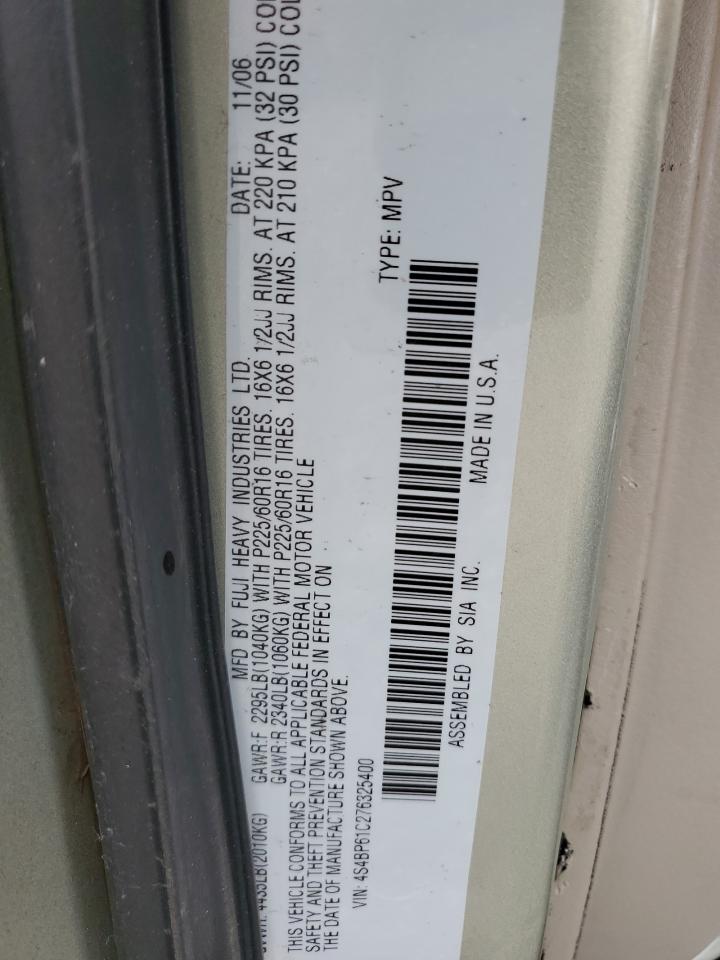 MFD BY FUJI HEAVY INDUSTRIES LTD. DATE: 11/06
4435LB(2010KG) GAWR:F 2295LB(1040KG) WITH P225/60R16 TIRES. 16X6 1/2JJ RIMS. AT 220 KPA (32 PSI)
GAWR:R 2340LB(1060KG) WITH P225/60R16 TIRES. 16X6 1/2JJ RIMS. AT 210 KPA (30 PSI)
THIS VEHICLE CONFORMS TO ALL APPLICABLE FEDERAL MOTOR VEHICLE
SAFETY AND THEFT PREVENTION STANDARDS IN EFFECT ON
THE DATE OF MANUFACTURE SHOWN ABOVE.
VIN: 4S4BP61C276325400 TYPE: MPV
ASSEMBLED BY SIA INC. MADE IN U.S.A.